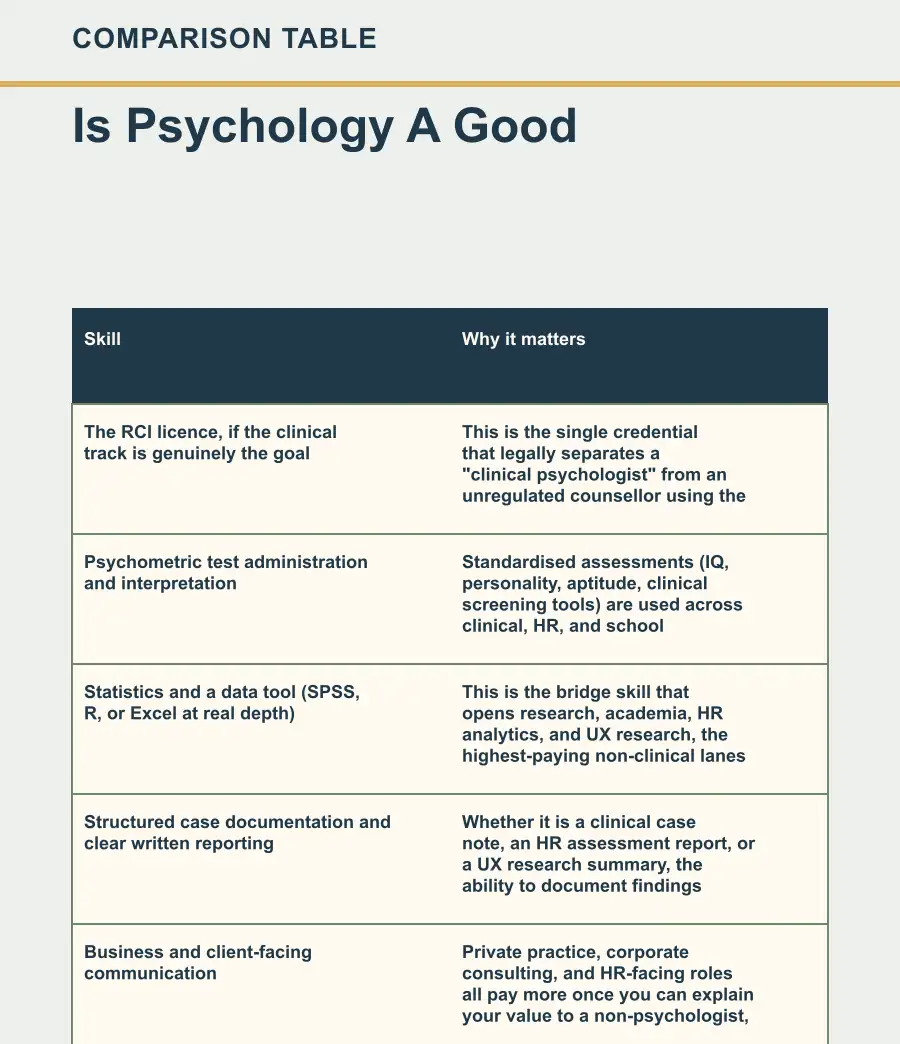 COMPARISON TABLE
Is Psychology A Good
Skill
Why it matters
The RCI licence, if the clinical
track is genuinely the goal
This is the single credential
that legally separates a
"clinical psychologist" from an
unregulated counsellor using the
Psychometric test administration
and interpretation
Standardised assessments (IQ,
personality, aptitude, clinical
screening tools) are used across
clinical, HR, and school
Statistics and a data tool (SPSS,
R, or Excel at real depth)
This is the bridge skill that
opens research, academia, HR
analytics, and UX research, the
highest-paying non-clinical lanes
Structured case documentation and
clear written reporting
Whether it is a clinical case
note, an HR assessment report, or
a UX research summary, the
ability to document findings
Business and client-facing
communication
Private practice, corporate
consulting, and HR-facing roles
all pay more once you can explain
your value to a non-psychologist,